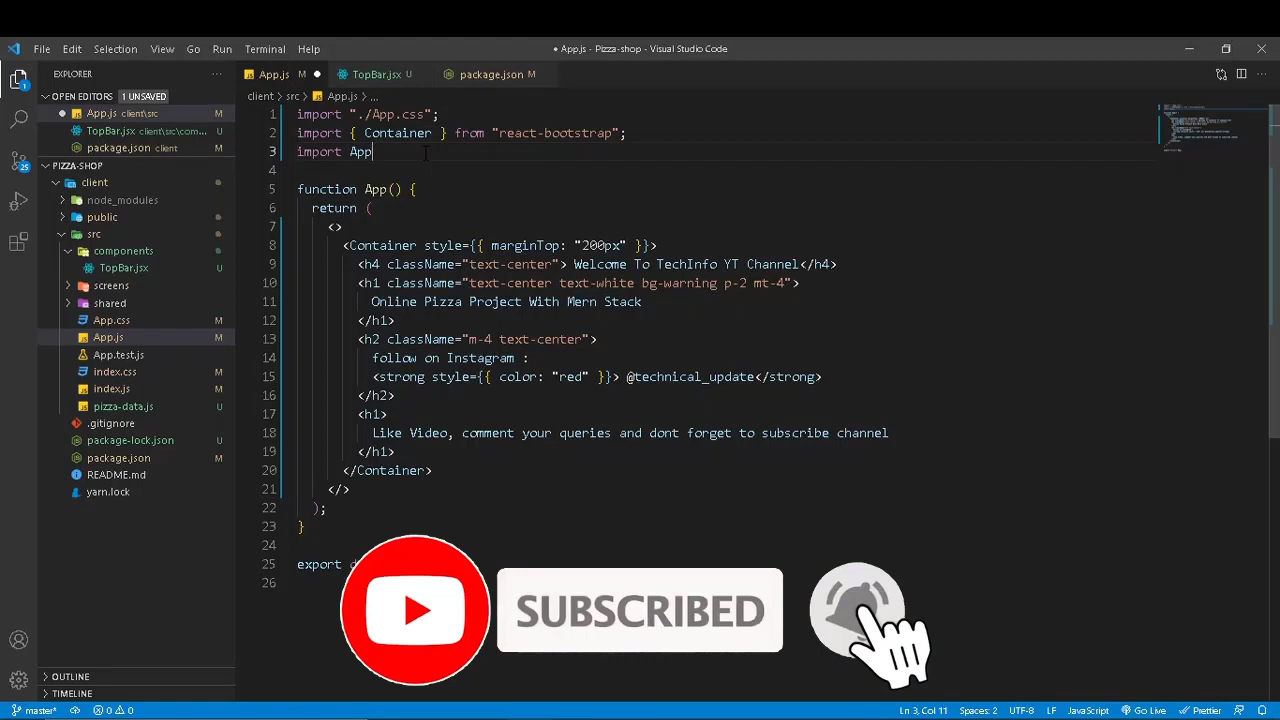 File Edit Selection View Go Run Terminal Help
● App.js - Pizza-shop - Visual Studio Code
EXPLORER ...
App.js M ●
TopBar.jsx U
package.json M
OPEN EDITORS 1 UNSAVED
client > src > App.js > ...
● App.js client\src M
TopBar.jsx client\src\com... U
package.json client M
PIZZA-SHOP
client
node_modules
public
src
components
TopBar.jsx U
screens
shared
App.css M
App.js M
App.test.js
index.css M
index.js M
pizza-data.js U
.gitignore
package-lock.json U
package.json M
README.md
yarn.lock
OUTLINE
TIMELINE
1 import "./App.css";
2 import { Container } from "react-bootstrap";
3 import App
4
5 function App() {
6 return (
7 <>
8 <Container style={{ marginTop: "200px" }}>
9 <h4 className="text-center"> Welcome To TechInfo YT Channel</h4>
10 <h1 className="text-center text-white bg-warning p-2 mt-4">
11 Online Pizza Project With Mern Stack
12 </h1>
13 <h2 className="m-4 text-center">
14 follow on Instagram :
15 <strong style={{ color: "red" }}> @technical_update</strong>
16 </h2>
17 <h1>
18 Like Video, comment your queries and dont forget to subscribe channel
19 </h1>
20 </Container>
21 </>
22 );
23 }
24
25 export d
26
SUBSCRIBED
master* 0 0 Ln 3, Col 11 Spaces: 2 UTF-8 LF JavaScript Go Live Prettier